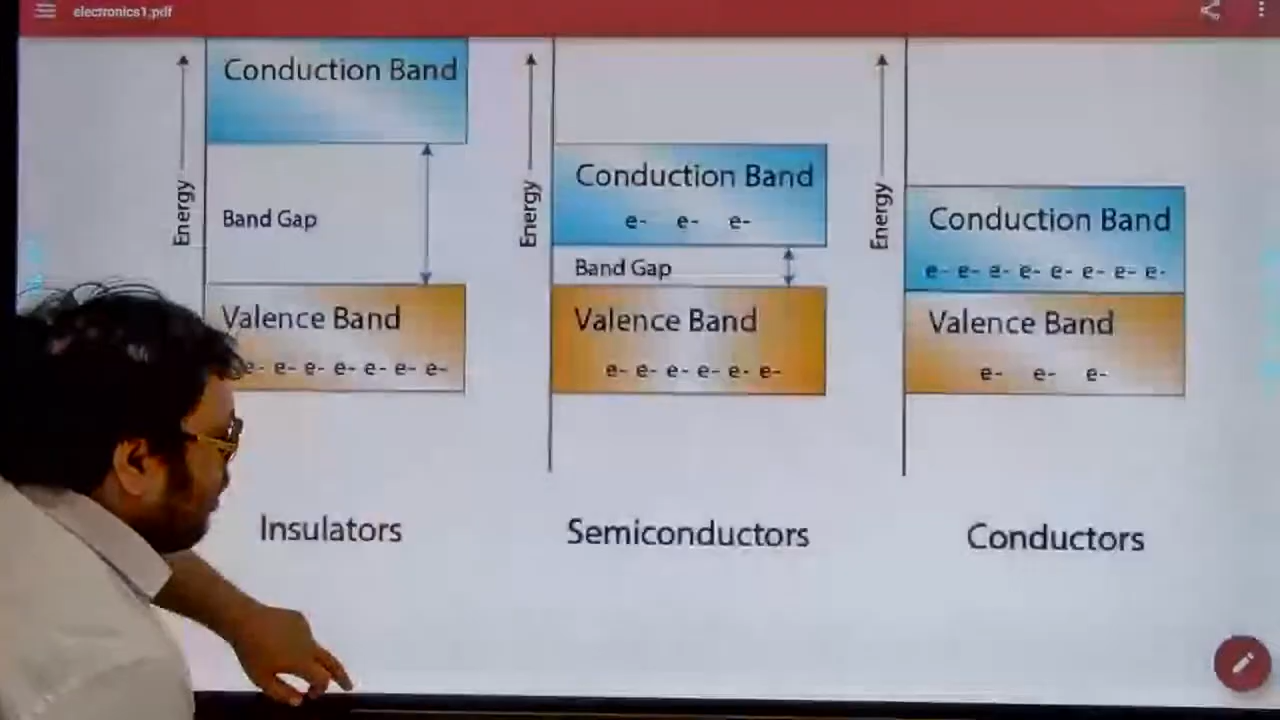 electronics1.pdf
Conduction Band
Energy
Band Gap
Valence Band
e- e- e- e- e- e- e-
Insulators
Energy
Conduction Band
e- e- e-
Band Gap
Valence Band
e- e- e- e- e- e-
Semiconductors
Energy
Conduction Band
e- e- e- e- e- e- e- e-
Valence Band
e- e- e-
Conductors